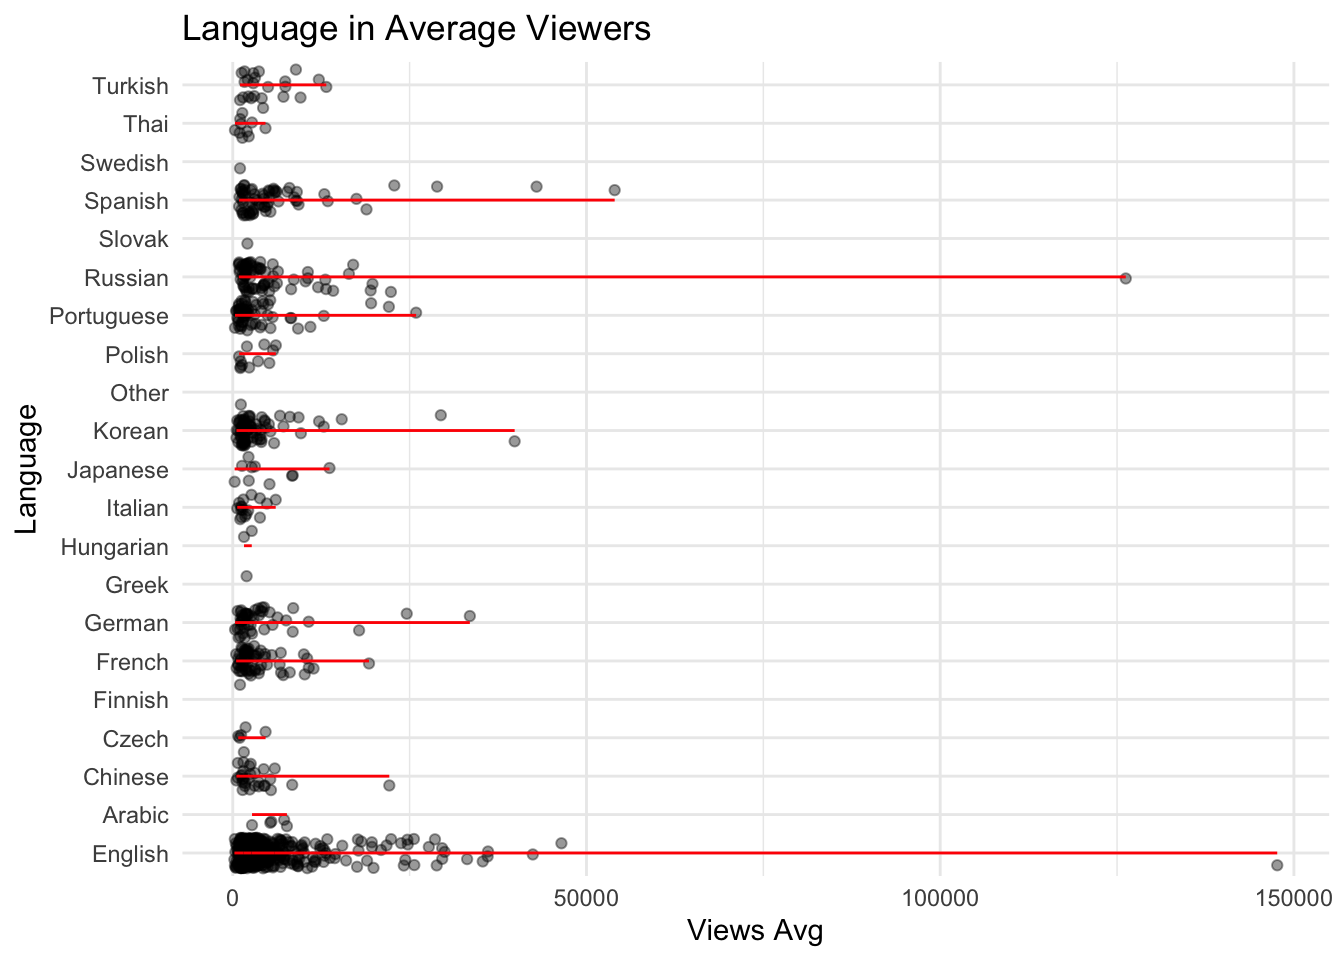 Language in Average Viewers
Language
Turkish
Thai
Swedish
Spanish
Slovak
Russian
Portuguese
Polish
Other
Korean
Japanese
Italian
Hungarian
Greek
German
French
Finnish
Czech
Chinese
Arabic
English
0 50000 100000 150000
Views Avg